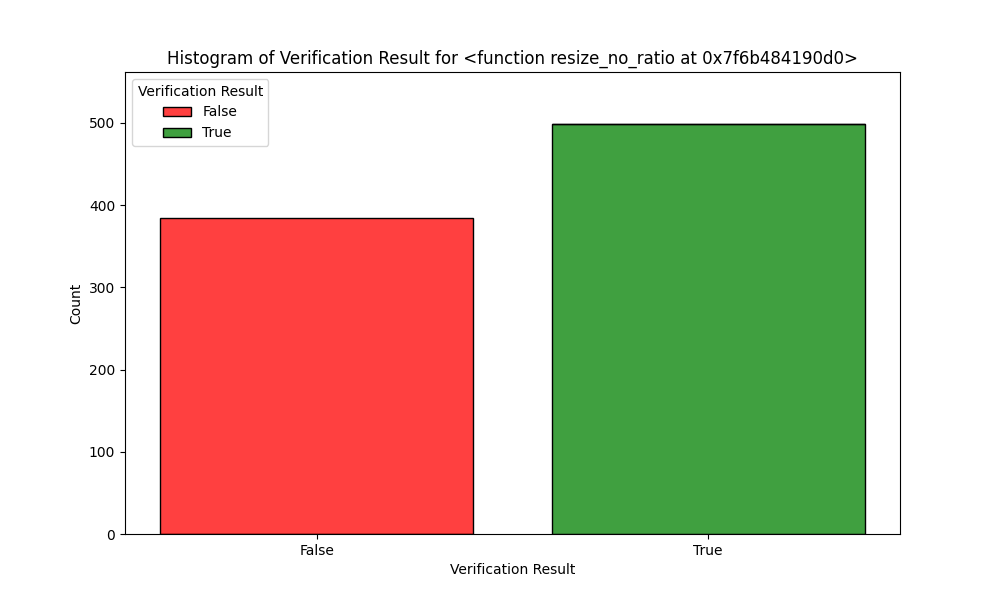 Histogram of Verification Result for <function resize_no_ratio at 0x7f6b484190d0>
Verification Result
False
True
500
400
300
200
100
0
Count
False
True
Verification Result